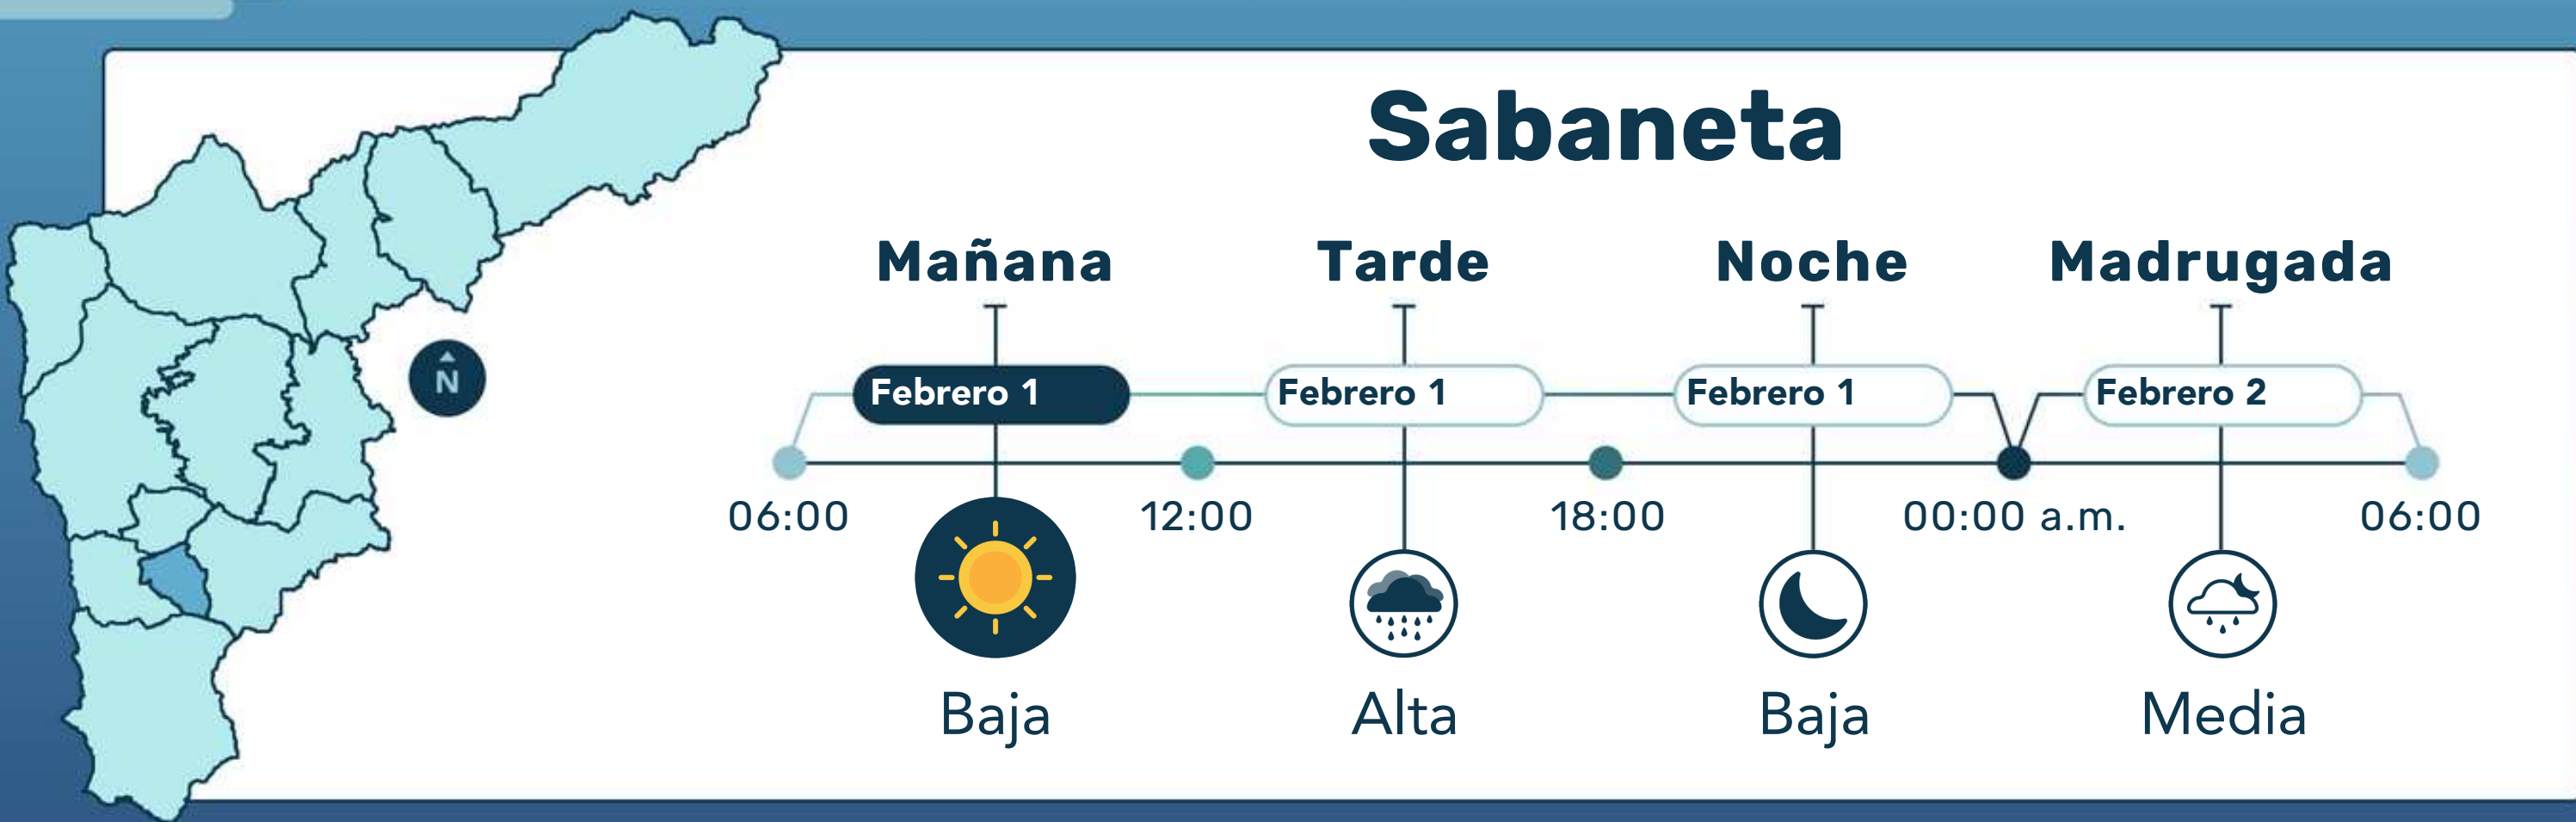 Sabaneta
Mañana Tarde Noche Madrugada
Febrero 1 Febrero 1 Febrero 1 Febrero 2
N
06:00 12:00 18:00 00:00 a.m. 06:00
Baja Alta Baja Media